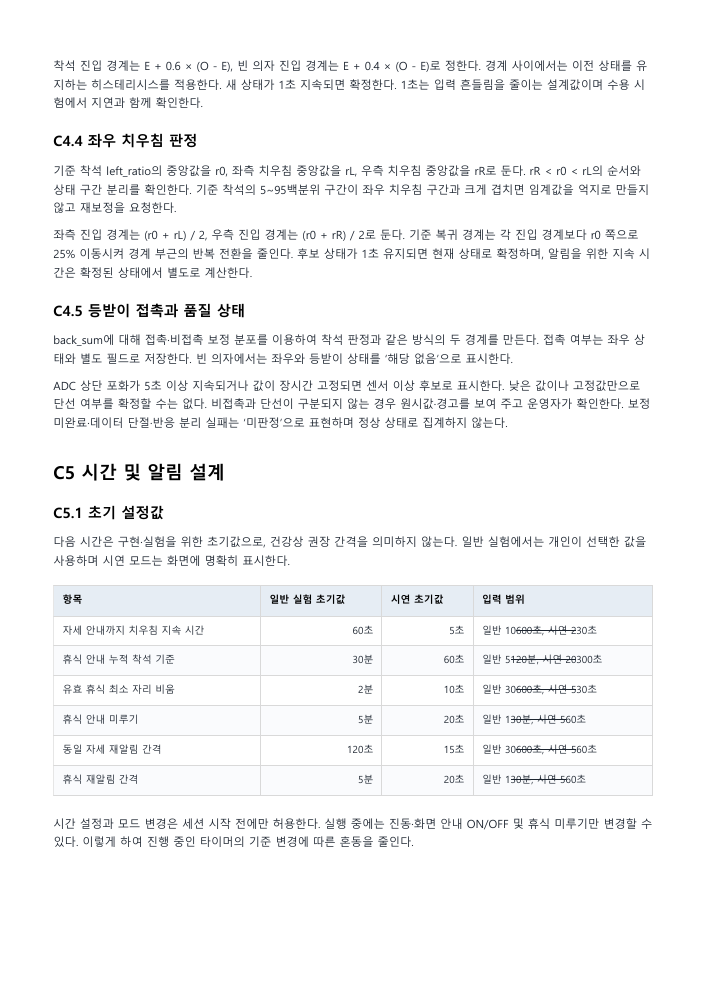 착석 진입 경계는 E + 0.6 × (O - E), 빈 의자 진입 경계는 E + 0.4 × (O - E)로 정한다. 경계 사이에서는 이전 상태를 유
지하는 히스테리시스를 적용한다. 새 상태가 1초 지속되면 확정한다. 1초는 입력 흔들림을 줄이는 설계값이며 수용 시
험에서 지연과 함께 확인한다.
C4.4 좌우 치우침 판정
기준 착석 left_ratio의 중앙값을 r0, 좌측 치우침 중앙값을 rL, 우측 치우침 중앙값을 rR로 둔다. rR < r0 < rL의 순서와
상태 구간 분리를 확인한다. 기준 착석의 5~95백분위 구간이 좌우 치우침 구간과 크게 겹치면 임계값을 억지로 만들지
않고 재보정을 요청한다.
좌측 진입 경계는 (r0 + rL) / 2, 우측 진입 경계는 (r0 + rR) / 2로 둔다. 기준 복귀 경계는 각 진입 경계보다 r0 쪽으로
25% 이동시켜 경계 부근의 반복 전환을 줄인다. 후보 상태가 1초 유지되면 현재 상태로 확정하며, 알림을 위한 지속 시
간은 확정된 상태에서 별도로 계산한다.
C4.5 등받이 접촉과 품질 상태
back_sum에 대해 접촉·비접촉 보정 분포를 이용하여 착석 판정과 같은 방식의 두 경계를 만든다. 접촉 여부는 좌우 상
태와 별도 필드로 저장한다. 빈 의자에서는 좌우와 등받이 상태를 ‘해당 없음’으로 표시한다.
ADC 상단 포화가 5초 이상 지속되거나 값이 장시간 고정되면 센서 이상 후보로 표시한다. 낮은 값이나 고정값만으로
단선 여부를 확정할 수는 없다. 비접촉과 단선이 구분되지 않는 경우 원시값·경고를 보여 주고 운영자가 확인한다. 보정
미완료·데이터 단절·반응 분리 실패는 ‘미판정’으로 표현하며 정상 상태로 집계하지 않는다.
C5 시간 및 알림 설계
C5.1 초기 설정값
다음 시간은 구현·실험을 위한 초기값으로, 건강상 권장 간격을 의미하지 않는다. 일반 실험에서는 개인이 선택한 값을
사용하며 시연 모드는 화면에 명확히 표시한다.
항목 일반 실험 초기값 시연 초기값 입력 범위
자세 안내까지 치우침 지속 시간 60초 5초 일반 10600초, 시연 230초
휴식 안내 누적 착석 기준 30분 60초 일반 5120분, 시연 20300초
유효 휴식 최소 자리 비움 2분 10초 일반 30600초, 시연 530초
휴식 안내 미루기 5분 20초 일반 130분, 시연 560초
동일 자세 재알림 간격 120초 15초 일반 30600초, 시연 560초
휴식 재알림 간격 5분 20초 일반 130분, 시연 560초
시간 설정과 모드 변경은 세션 시작 전에만 허용한다. 실행 중에는 진동·화면 안내 ON/OFF 및 휴식 미루기만 변경할 수
있다. 이렇게 하여 진행 중인 타이머의 기준 변경에 따른 혼동을 줄인다.